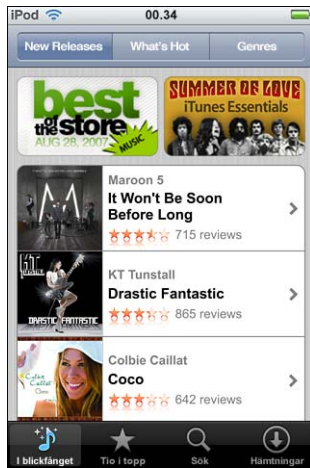 iPod 00.34
New Releases What's Hot Genres
best
of the store
AUG 28, 2007
MUSIC
SUMMER OF LOVE
iTunes Essentials
Maroon 5
It Won't Be Soon
Before Long
715 reviews
KT Tunstall
Drastic Fantastic
865 reviews
KT
DRASTIC FANTASTIC
Colbie Caillat
Coco
642 reviews
I blickfånget Tio i topp Sök Hämtningar